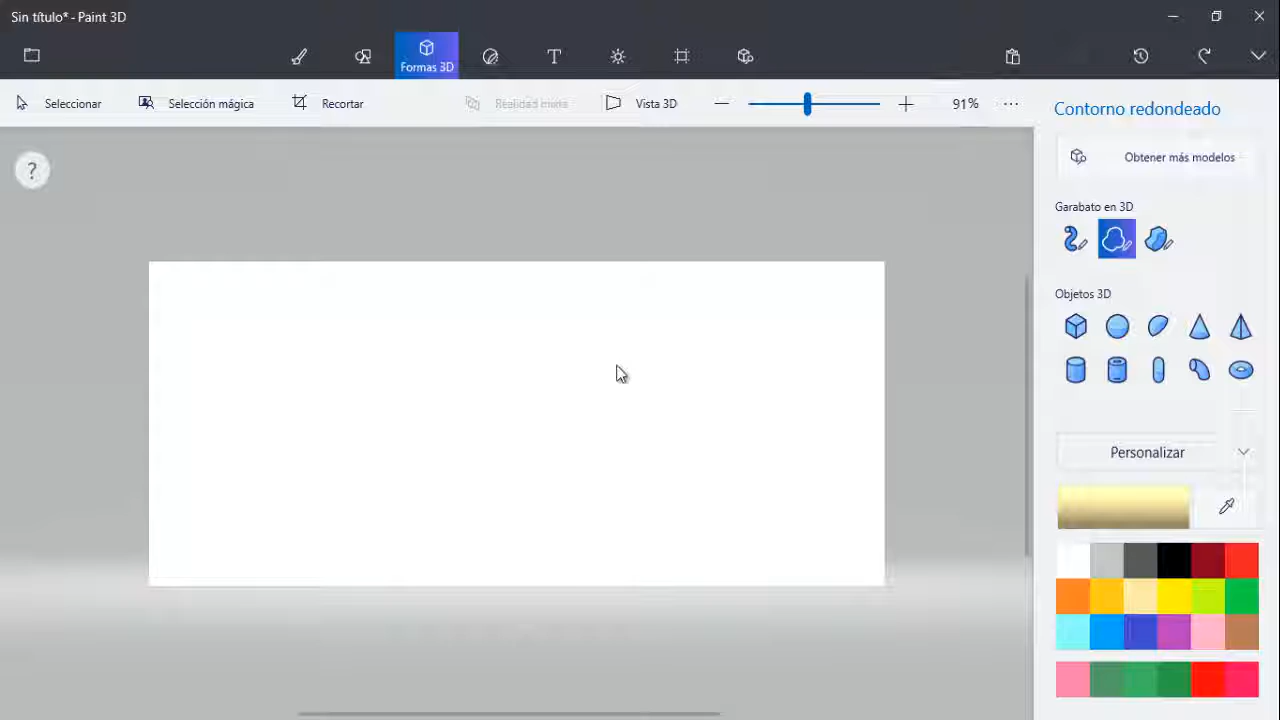 Sin título* - Paint 3D
Formas 3D
Seleccionar
Selección mágica
Recortar
Realidad mixta
Vista 3D
91%
Contorno redondeado
?
Obtener más modelos
Garabato en 3D
Objetos 3D
Personalizar